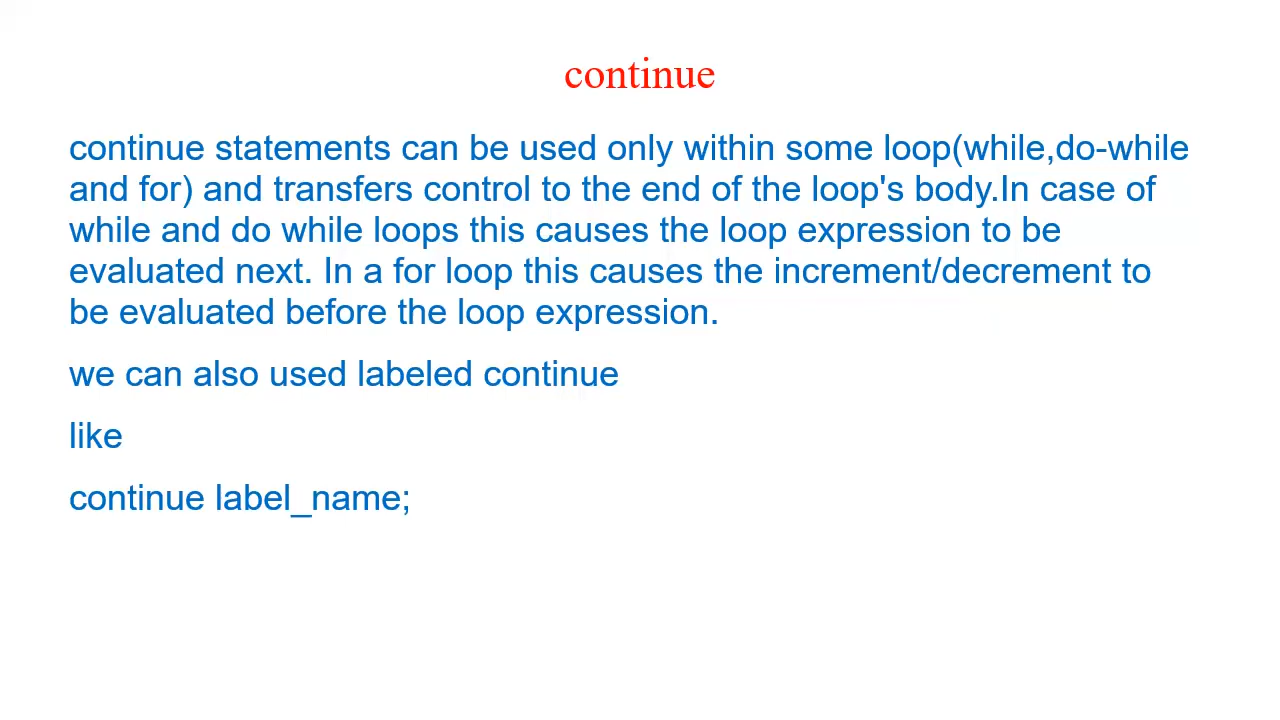 continue
continue statements can be used only within some loop(while,do-while
and for) and transfers control to the end of the loop's body.In case of
while and do while loops this causes the loop expression to be
evaluated next. In a for loop this causes the increment/decrement to
be evaluated before the loop expression.
we can also used labeled continue
like
continue label_name;